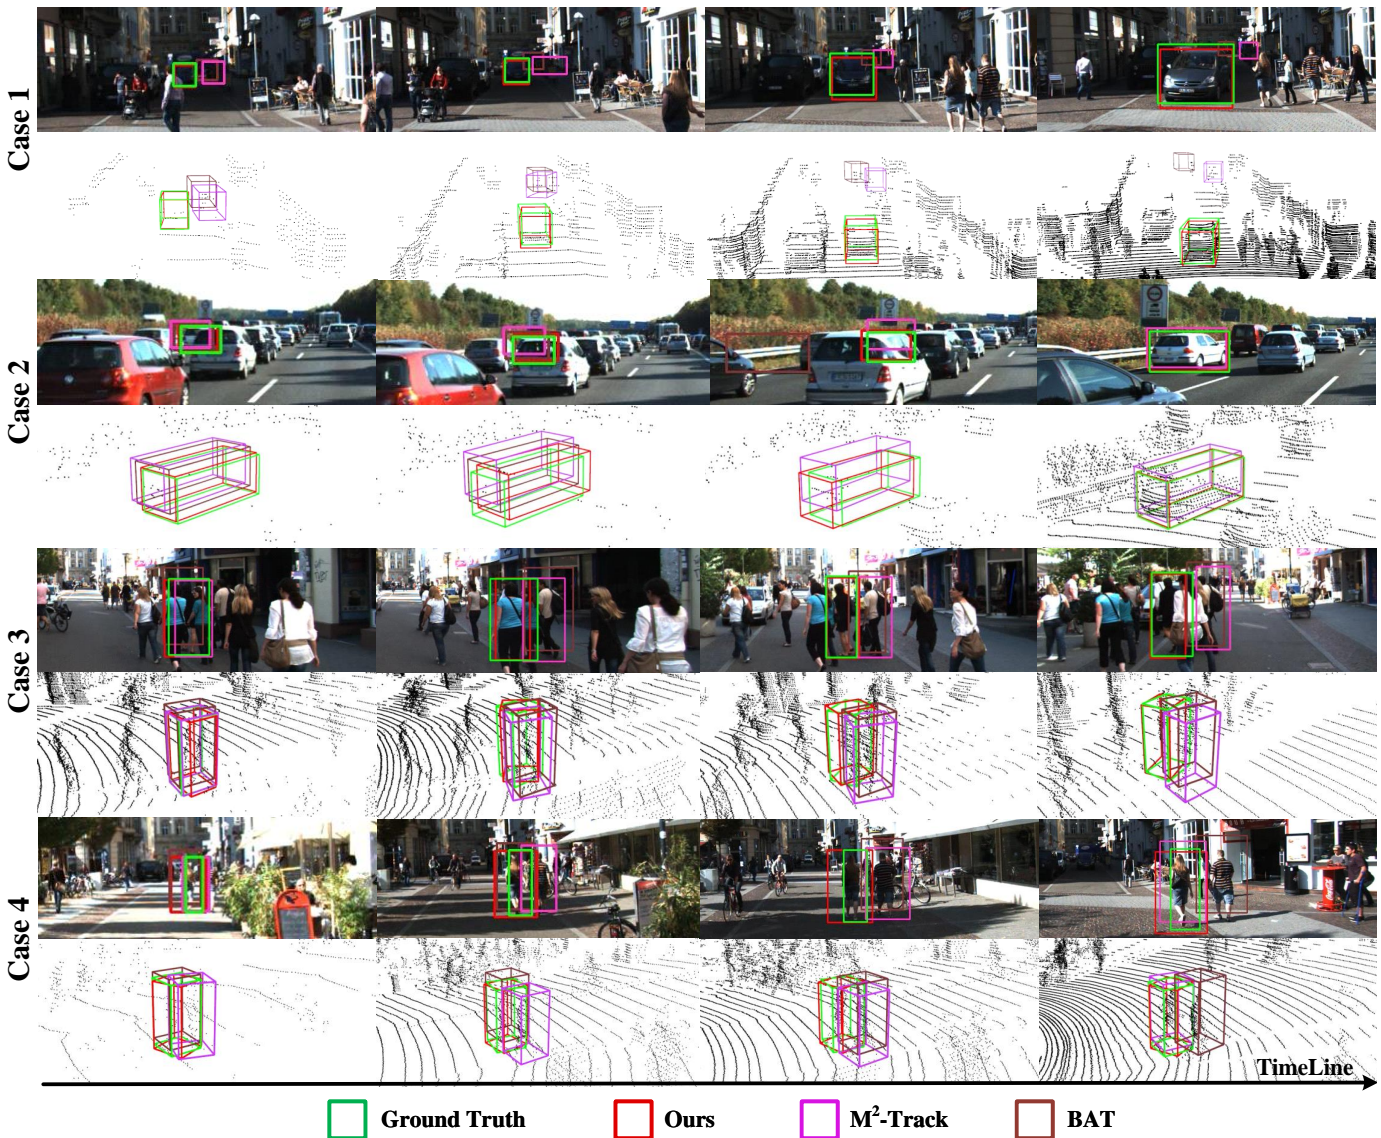 Case 1
Case 2
Case 3
Case 4
TimeLine
Ground Truth
Ours
M²-Track
BAT